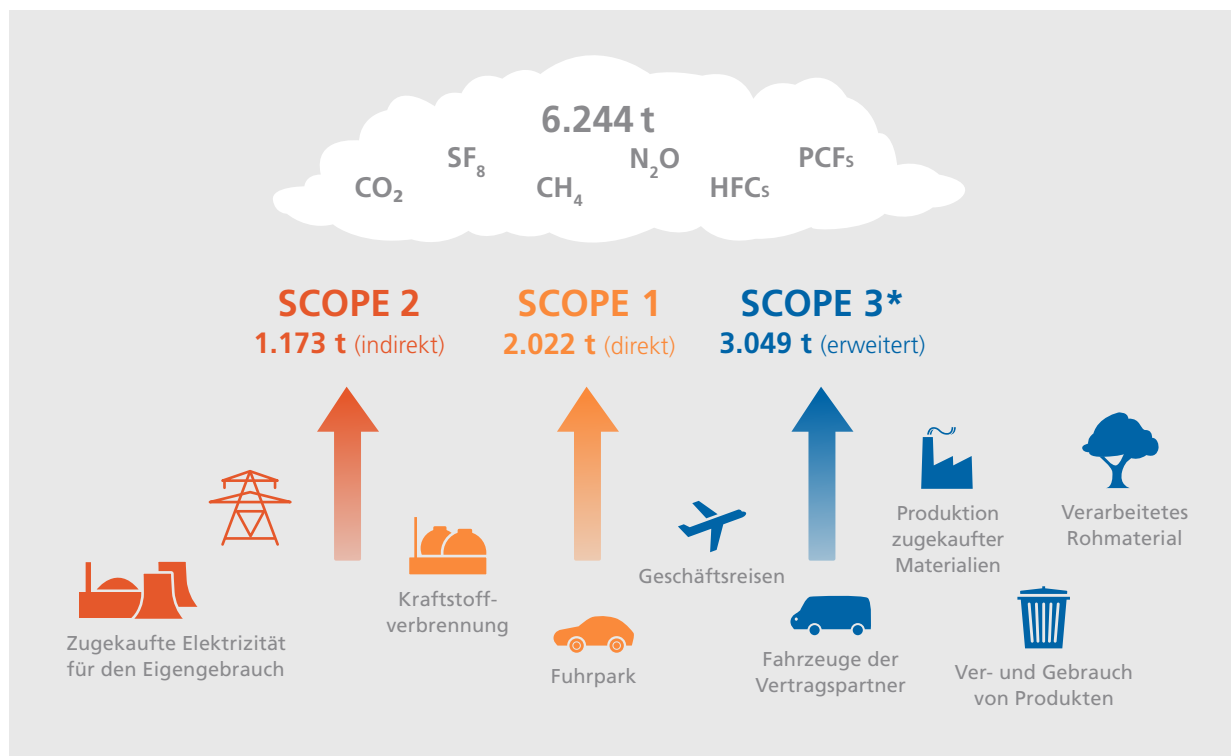 6.244 t
CO₂ SF₈ CH₄ N₂O HFCs PCFs
SCOPE 2
1.173 t (indirekt)
SCOPE 1
2.022 t (direkt)
SCOPE 3*
3.049 t (erweitert)
Zugekaufte Elektrizität
für den Eigengebrauch
Kraftstoff-
verbrennung
Fuhrpark
Geschäftsreisen
Fahrzeuge der
Vertragspartner
Produktion
zugekaufter
Materialien
Verarbeitetes
Rohmaterial
Ver- und Gebrauch
von Produkten